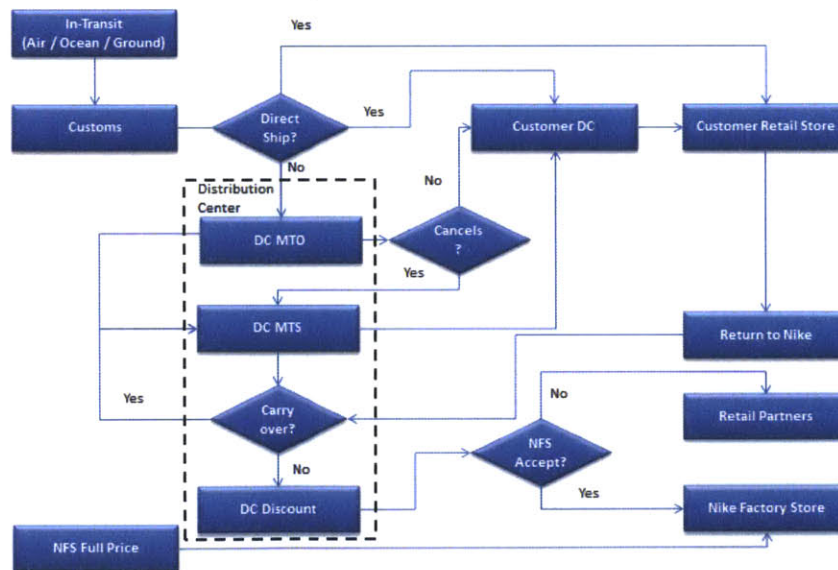 In-Transit
(Air / Ocean / Ground)
Yes
Customs
Direct
Ship?
Yes
Customer DC
Customer Retail Store
No
Distribution
Center
No
DC MTO
Cancels
?
Yes
DC MTS
Return to Nike
Yes
Carry
over?
No
Retail Partners
NFS
Accept?
No
DC Discount
Yes
Nike Factory Store
NFS Full Price